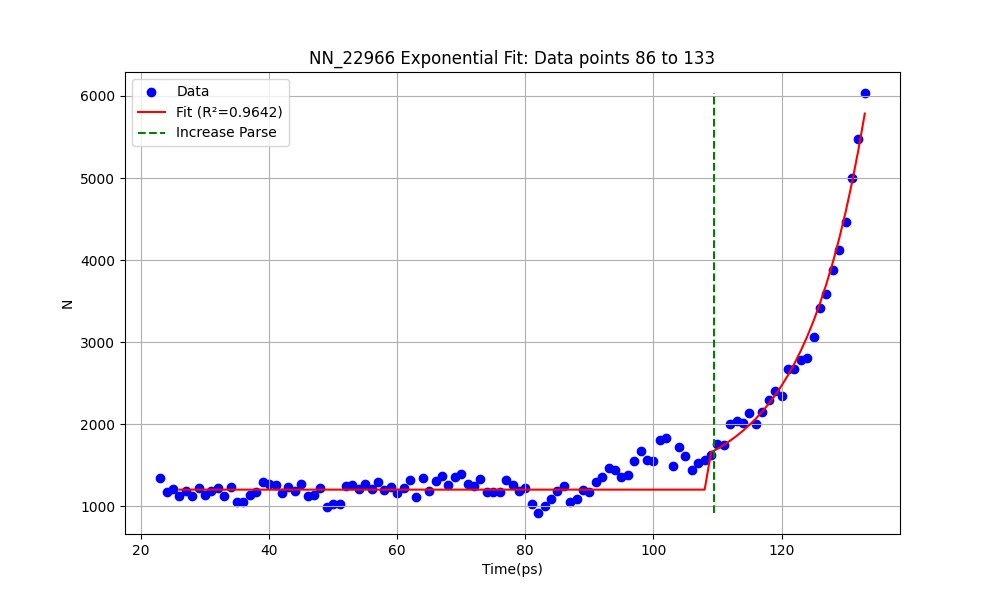 NN_22966 Exponential Fit: Data points 86 to 133
Data
Fit (R²=0.9642)
Increase Parse
6000
5000
4000
3000
2000
1000
N
20 40 60 80 100 120
Time(ps)